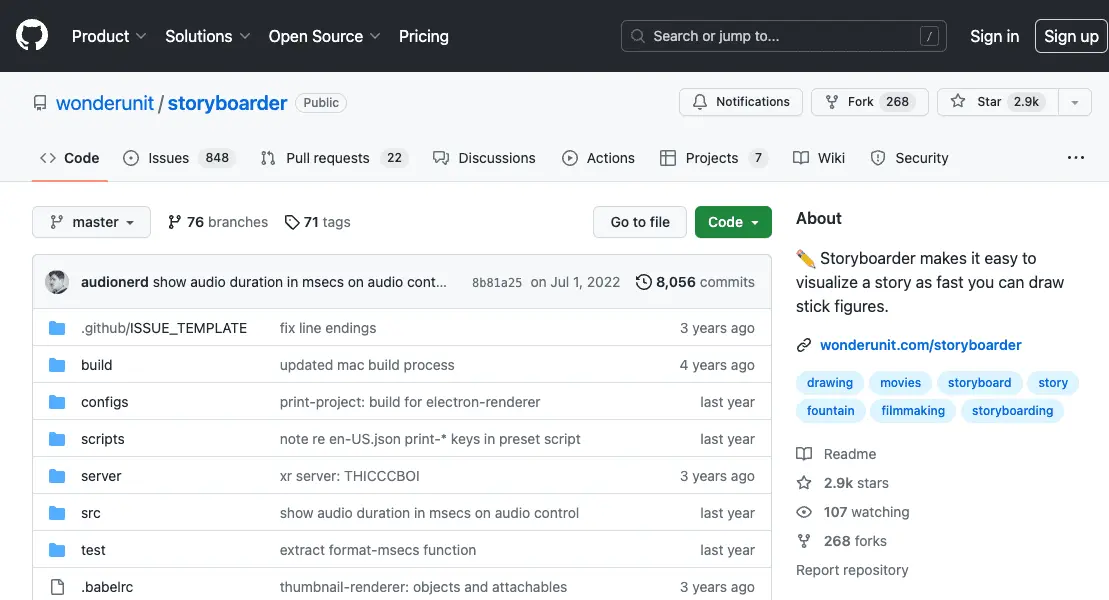 Product Solutions Open Source Pricing Search or jump to... / Sign in Sign up
wonderunit / storyboarder Public Notifications Fork 268 Star 2.9k
Code Issues 848 Pull requests 22 Discussions Actions Projects 7 Wiki Security ...
master 76 branches 71 tags Go to file Code
audionerd show audio duration in msecs on audio cont... 8b81a25 on Jul 1, 2022 8,056 commits
.github/ISSUE_TEMPLATE fix line endings 3 years ago
build updated mac build process 4 years ago
configs print-project: build for electron-renderer last year
scripts note re en-US.json print-* keys in preset script last year
server xr server: THICCCBOI 3 years ago
src show audio duration in msecs on audio control last year
test extract format-msecs function last year
.babelrc thumbnail-renderer: objects and attachables 3 years ago
About
✏️ Storyboarder makes it easy to
visualize a story as fast you can draw
stick figures.
wonderunit.com/storyboarder
drawing movies storyboard story
fountain filmmaking storyboarding
Readme
2.9k stars
107 watching
268 forks
Report repository